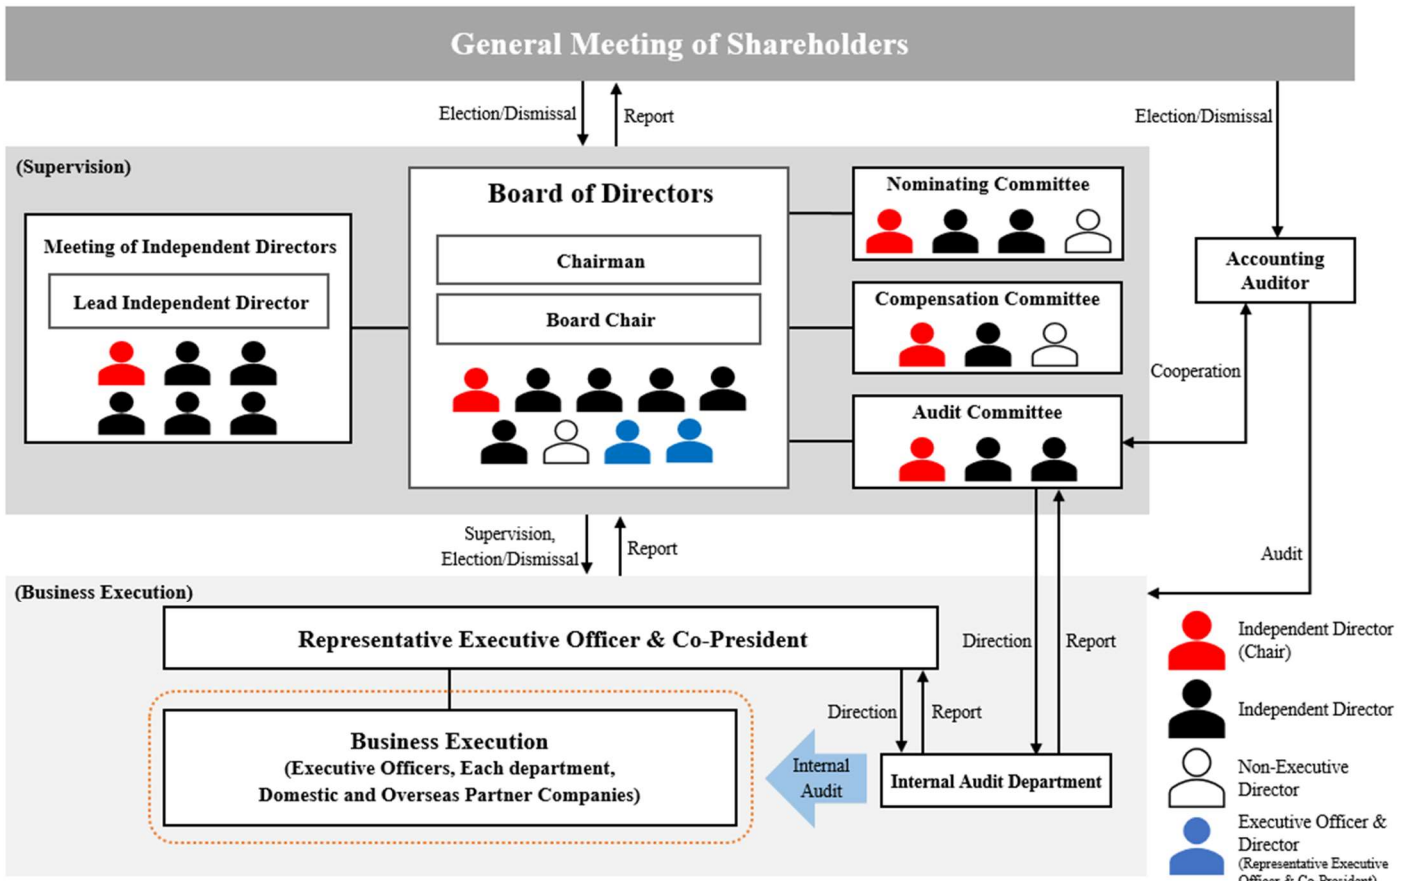 General Meeting of Shareholders
Election/Dismissal
Report
Election/Dismissal
(Supervision)
Meeting of Independent Directors
Lead Independent Director
Board of Directors
Chairman
Board Chair
Nominating Committee
Compensation Committee
Audit Committee
Accounting
Auditor
Cooperation
Audit
Supervision,
Election/Dismissal
Report
(Business Execution)
Representative Executive Officer & Co-President
Direction
Report
Direction
Report
Business Execution
(Executive Officers, Each department,
Domestic and Overseas Partner Companies)
Internal
Audit
Internal Audit Department
Independent Director
(Chair)
Independent Director
Non-Executive
Director
Executive Officer &
Director
(Representative Executive
Officer & Co-President)